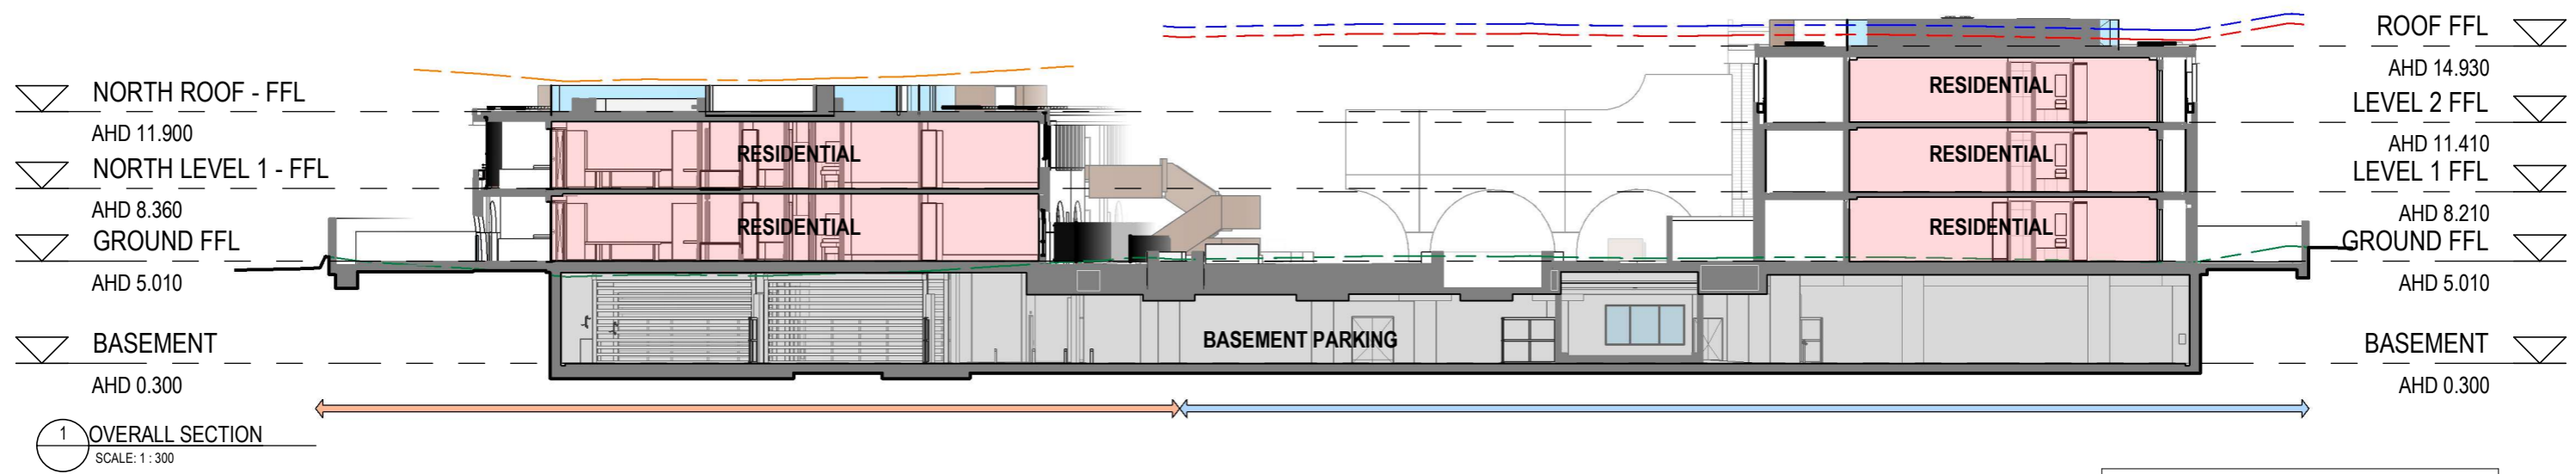 NORTH ROOF - FFL
AHD 11.900
NORTH LEVEL 1 - FFL
AHD 8.360
GROUND FFL
AHD 5.010
BASEMENT
AHD 0.300
RESIDENTIAL
RESIDENTIAL
BASEMENT PARKING
RESIDENTIAL
RESIDENTIAL
RESIDENTIAL
ROOF FFL
AHD 14.930
LEVEL 2 FFL
AHD 11.410
LEVEL 1 FFL
AHD 8.210
GROUND FFL
AHD 5.010
BASEMENT
AHD 0.300
1 OVERALL SECTION
SCALE: 1 : 300